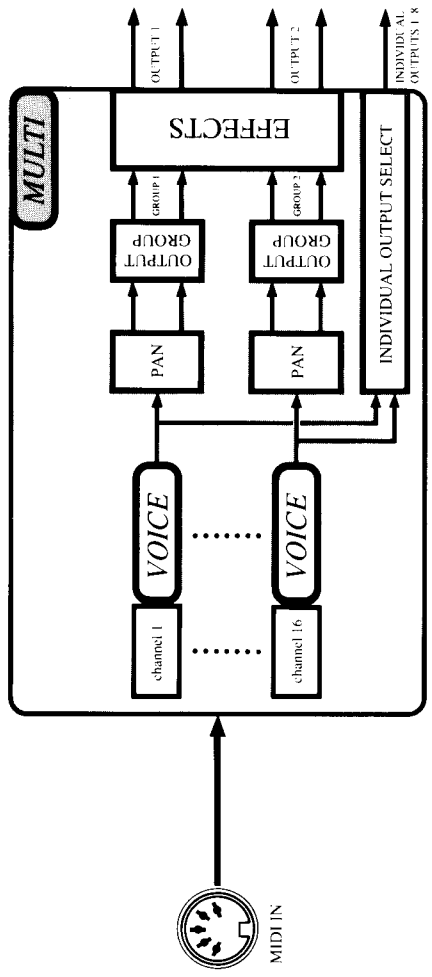 MULTI
MIDI IN
channel 1
VOICE
PAN
OUTPUT
GROUP
GROUP 1
EFFECTS
OUTPUT 1
channel 16
VOICE
PAN
OUTPUT
GROUP
GROUP 2
OUTPUT 2
INDIVIDUAL OUTPUT SELECT
INDIVIDUAL
OUTPUTS 1-8